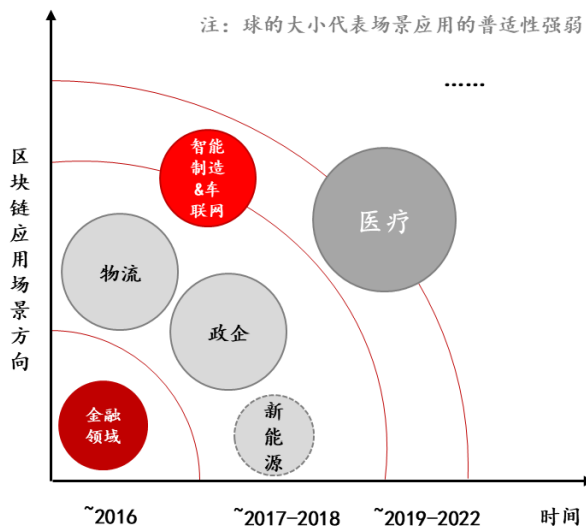 注：球的大小代表场景应用的普适性强弱
......
区块链应用场景方向
智能
制造
&车
联网
医疗
物流
政企
金融
领域
新
能
源
~2016
~2017-2018
~2019-2022
时间